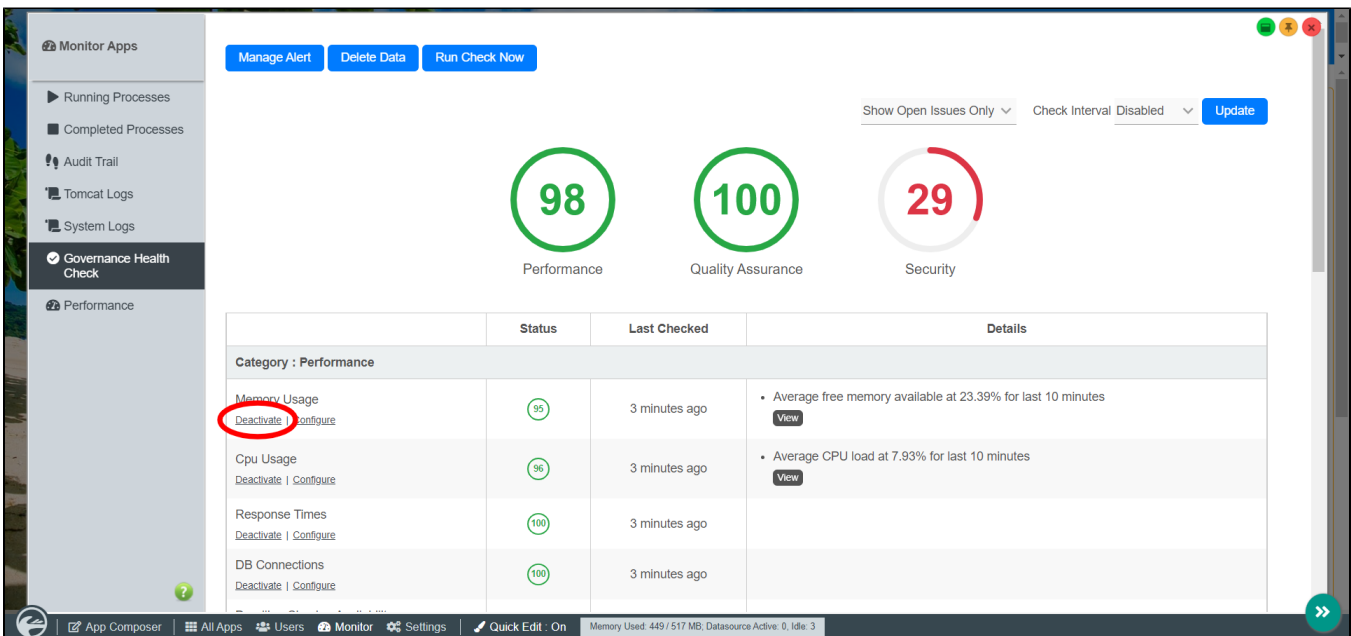 Monitor Apps
Running Processes
Completed Processes
Audit Trail
Tomcat Logs
System Logs
Governance Health
Check
Performance
?
Manage Alert Delete Data Run Check Now
Show Open Issues Only Check Interval Disabled Update
98 100 29
Performance Quality Assurance Security
Status Last Checked Details
Category : Performance
Memory Usage
Deactivate | Configure
95 3 minutes ago
Average free memory available at 23.39% for last 10 minutes
View
Cpu Usage
Deactivate | Configure
96 3 minutes ago
Average CPU load at 7.93% for last 10 minutes
View
Response Times
Deactivate | Configure
100 3 minutes ago
DB Connections
Deactivate | Configure
100 3 minutes ago
App Composer | All Apps Users Monitor Settings | Quick Edit : On Memory Used: 449 / 517 MB; Datasource Active: 0, Idle: 3